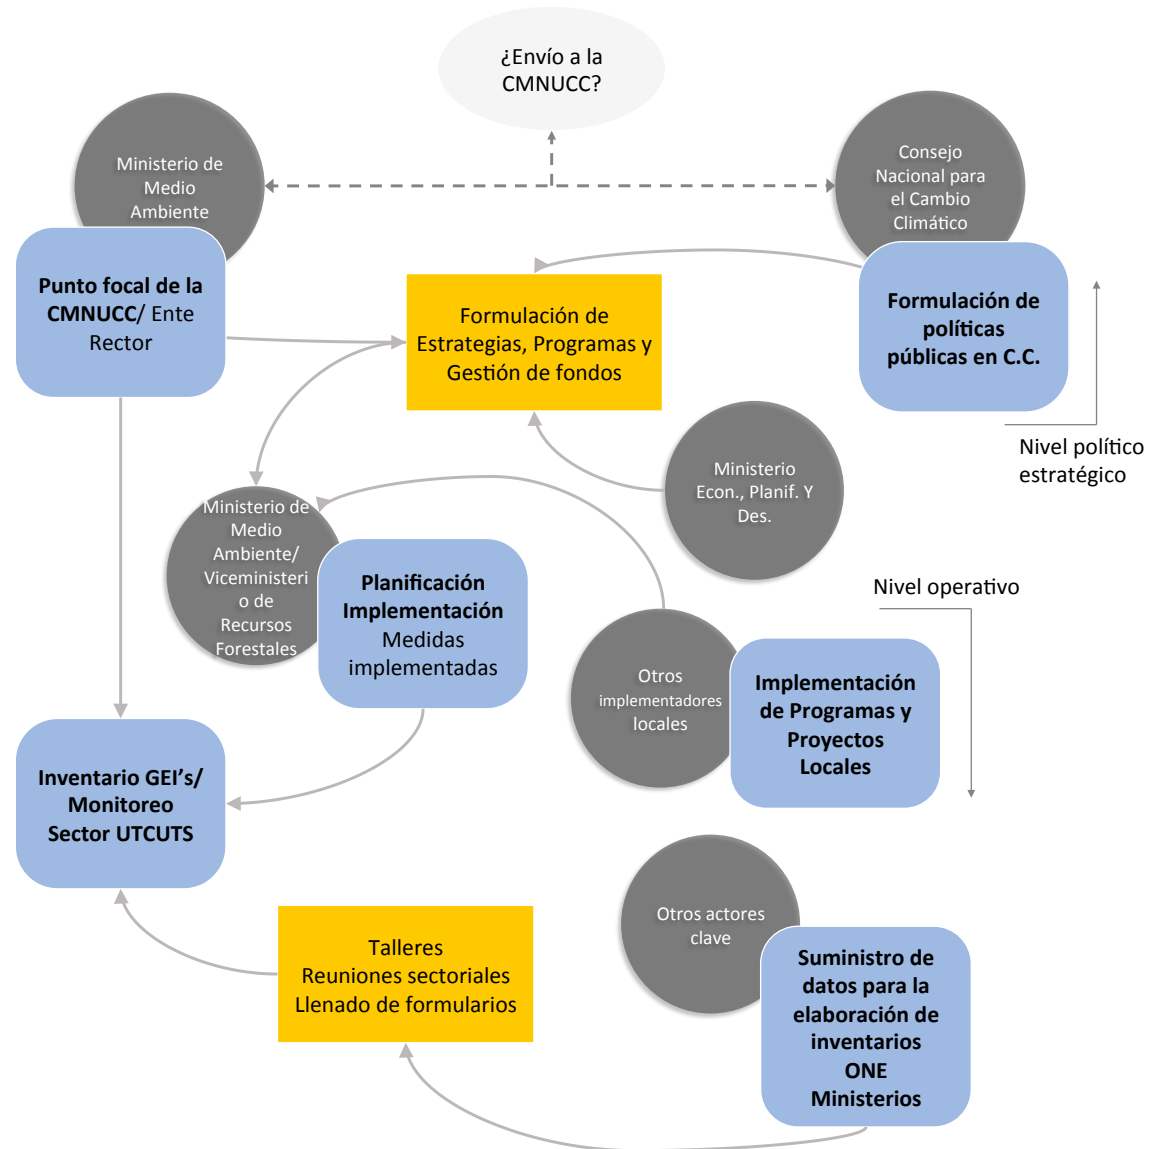 ¿Envío a la
CMNUCC?
Ministerio de
Medio
Ambiente
Consejo
Nacional para
el Cambio
Climático
Punto focal de la
CMNUCC/ Ente
Rector
Formulación de
Estrategias, Programas y
Gestión de fondos
Formulación de
políticas
públicas en C.C.
Nivel político
estratégico
Ministerio
Econ., Planif. Y
Des.
Ministerio de
Medio
Ambiente/
Viceministeri
o de
Recursos
Forestales
Planificación
Implementación
Medidas
implementadas
Nivel operativo
Otros
implementadores
locales
Implementación
de Programas y
Proyectos
Locales
Inventario GEI’s/
Monitoreo
Sector UTCUTS
Otros actores
clave
Talleres
Reuniones sectoriales
Llenado de formularios
Suministro de
datos para la
elaboración de
inventarios
ONE
Ministerios